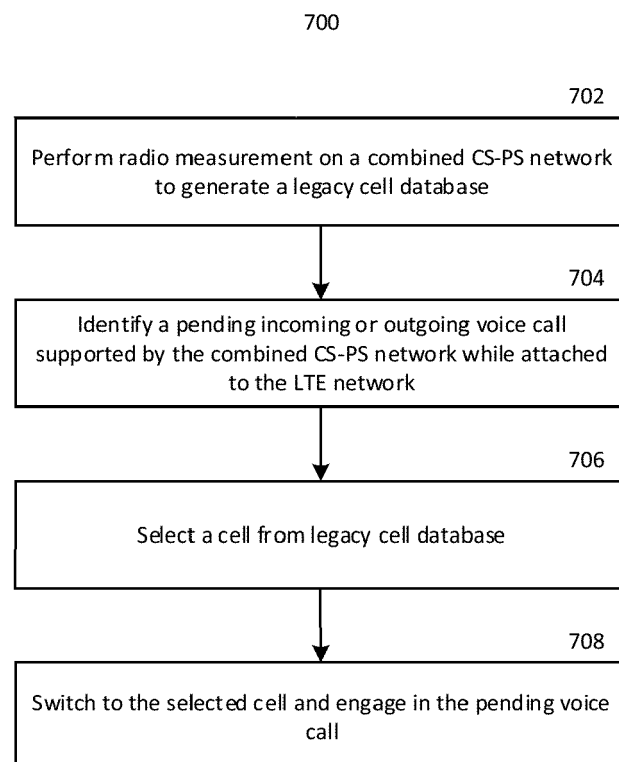 700
702
Perform radio measurement on a combined CS-PS network
to generate a legacy cell database
704
Identify a pending incoming or outgoing voice call
supported by the combined CS-PS network while attached
to the LTE network
706
Select a cell from legacy cell database
708
Switch to the selected cell and engage in the pending voice
call